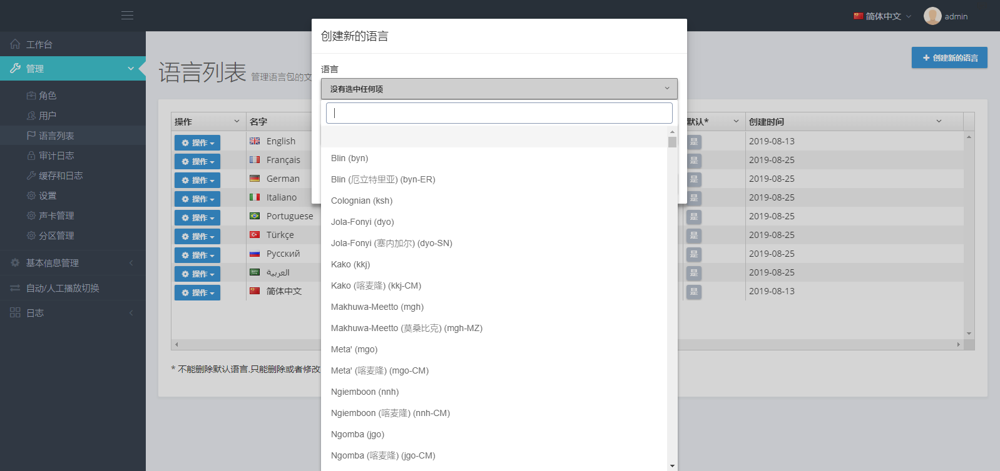 简体中文
admin
工作台
管理
角色
用户
语言列表
审计日志
缓存和日志
设置
声卡管理
分区管理
基本信息管理
自动/人工播放切换
日志
语言列表 管理语言包的文
+ 创建新的语言
创建新的语言
语言
没有选中任何项
Blin (byn)
Blin (厄立特里亚) (byn-ER)
Colognian (ksh)
Jola-Fonyi (dyo)
Jola-Fonyi (塞内加尔) (dyo-SN)
Kako (kkj)
Kako (喀麦隆) (kkj-CM)
Makhuwa-Meetto (mgh)
Makhuwa-Meetto (莫桑比克) (mgh-MZ)
Meta' (mgo)
Meta' (喀麦隆) (mgo-CM)
Ngiemboon (nnh)
Ngiemboon (喀麦隆) (nnh-CM)
Ngomba (jgo)
Ngomba (喀麦隆) (jgo-CM)
操作 名字 默认* 创建时间
操作 English 是 2019-08-13
操作 Français 是 2019-08-25
操作 German 是 2019-08-25
操作 Italiano 是 2019-08-25
操作 Portuguese 是 2019-08-25
操作 Türkçe 是 2019-08-25
操作 Русский 是 2019-08-25
操作 العربية 是 2019-08-25
操作 简体中文 是 2019-08-13
* 不能删除默认语言.只能删除或者修改